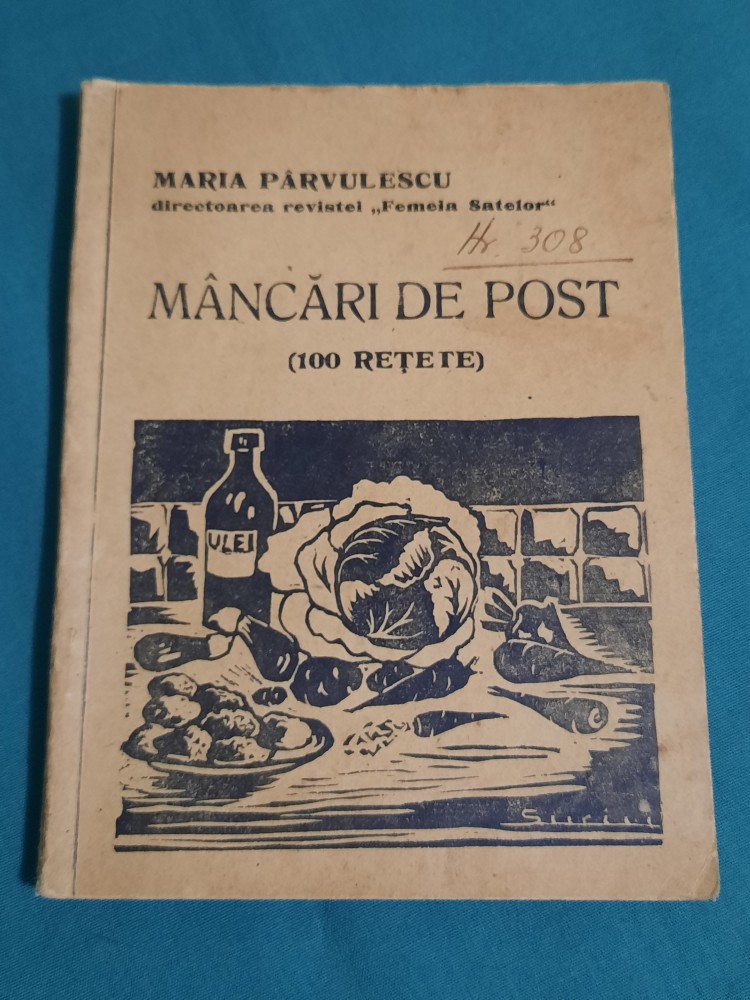 MARIA PÂRVULESCU
directoarea revistei „Femeia Satelor“
Nr. 308
MÂNCĂRI DE POST
(100 REȚETE)
ULEI